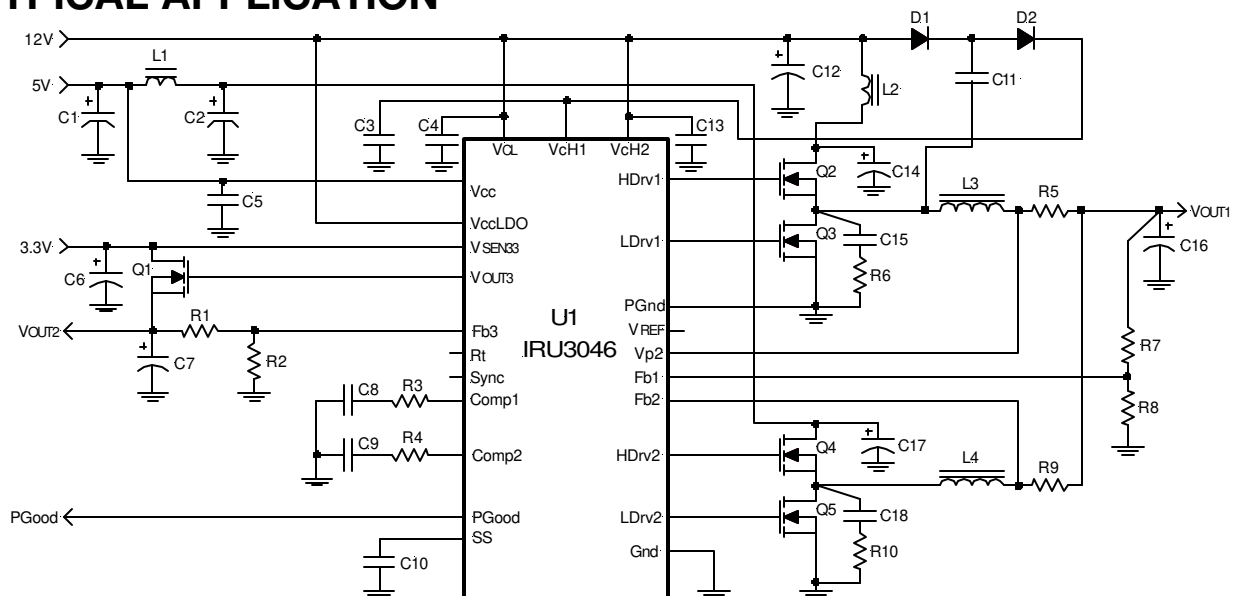 TYPICAL APPLICATION
12V
5V
L1
C1
C2
C3
C4
C5
D1
D2
C12
L2
C11
C13
VCL
VcH1
VcH2
Vcc
VccLDO
VSEN33
VOUT3
Fb3
Rt
Sync
Comp1
Comp2
PGood
SS
U1
IRU3046
HDrv1
LDrv1
PGnd
VREF
Vp2
Fb1
Fb2
HDrv2
LDrv2
Gnd
3.3V
C6
Q1
VOUT2
R1
C7
R2
C8
R3
C9
R4
PGood
C10
Q2
C14
Q3
C15
R6
L3
R5
VOUT1
C16
R7
R8
Q4
C17
Q5
C18
R10
L4
R9